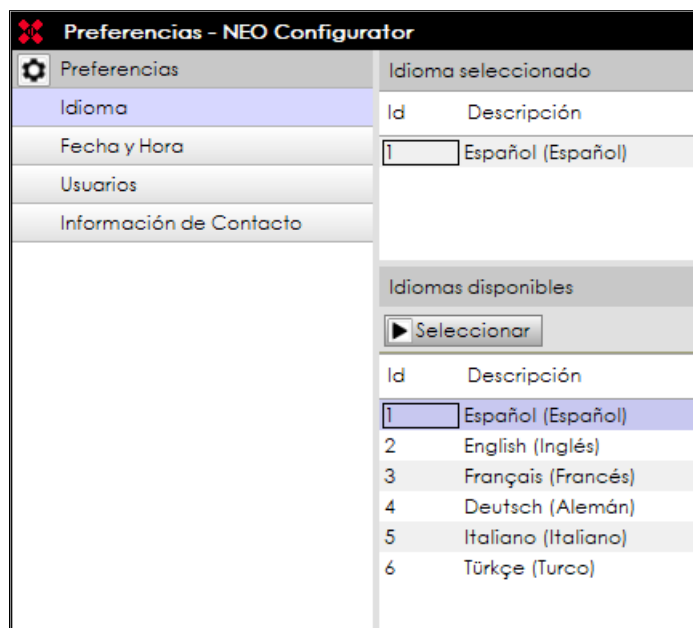 Preferencias - NEO Configurator
Preferencias
Idioma
Fecha y Hora
Usuarios
Información de Contacto
Idioma seleccionado
Id Descripción
1 Español (Español)
Idiomas disponibles
Seleccionar
Id Descripción
1 Español (Español)
2 English (Inglés)
3 Français (Francés)
4 Deutsch (Alemán)
5 Italiano (Italiano)
6 Türkçe (Turco)